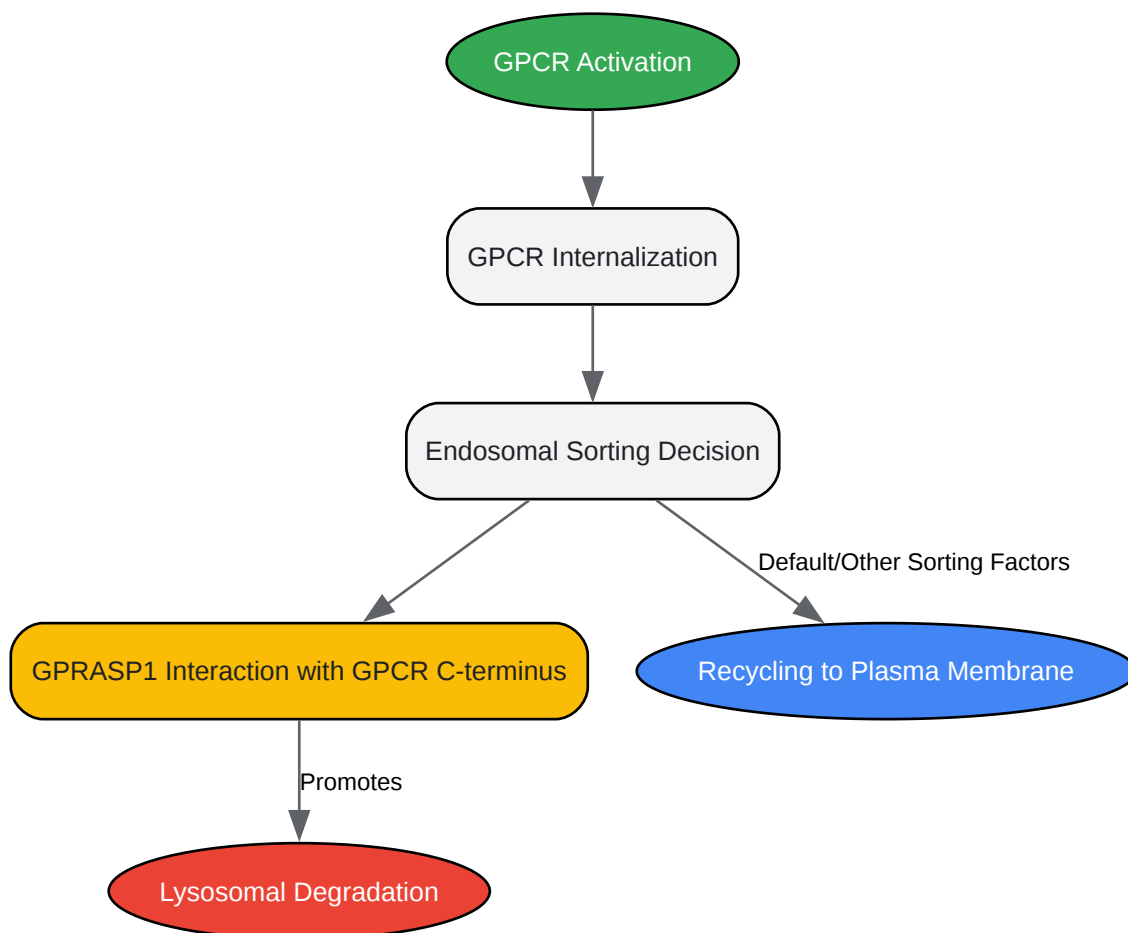 GPCR Activation
GPCR Internalization
Endosomal Sorting Decision
Default/Other Sorting Factors
GPRASP1 Interaction with GPCR C-terminus
Recycling to Plasma Membrane
Promotes
Lysosomal Degradation